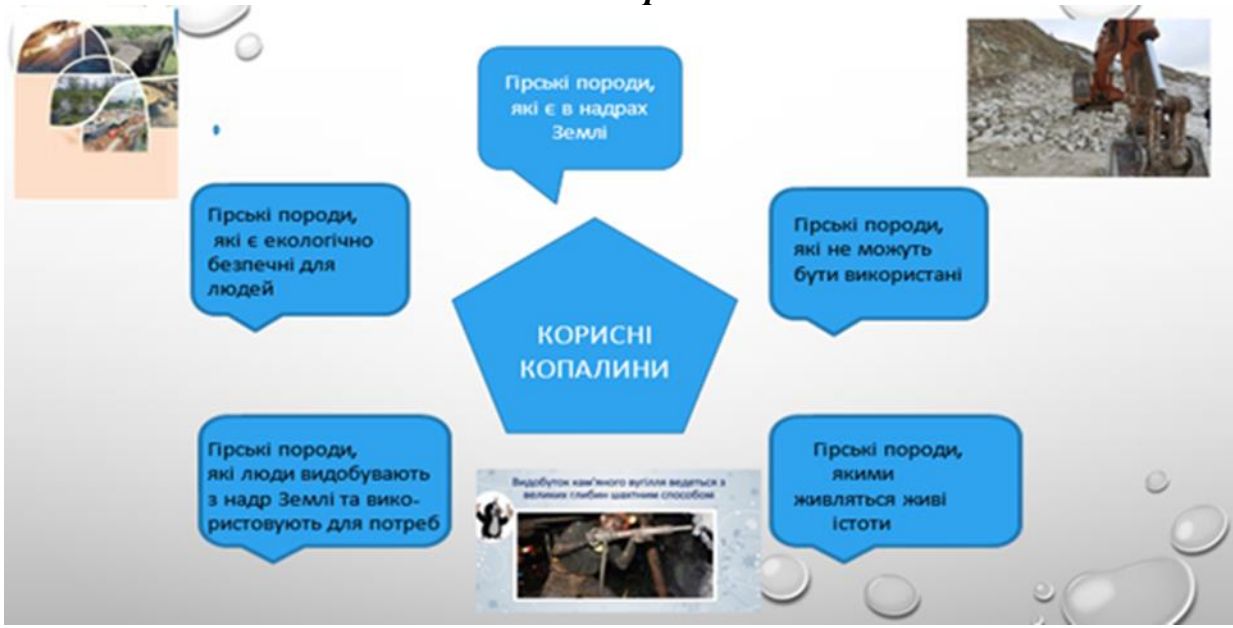 Гірські породи,
які є в надрах
Землі
Гірські породи,
які є екологічно
безпечні для
людей
Гірські породи,
які не можуть
бути використані
КОРИСНІ
КОПАЛИНИ
Гірські породи,
які люди видобувають
з надр Землі та вико-
ристовують для потреб
Гірські породи,
якими
живляться живі
істоти
Видобуток кам'яного вугілля ведеться з
великих глибин шахтним способом